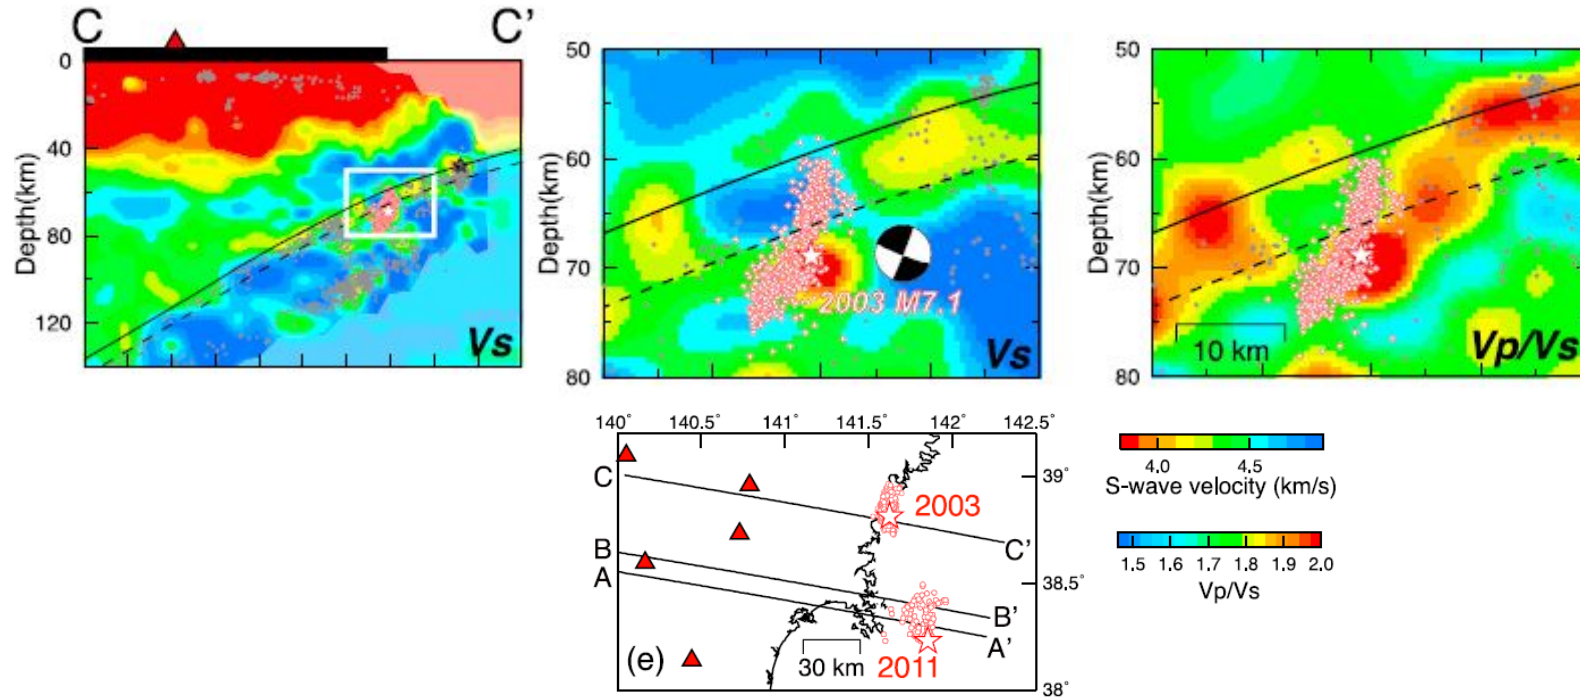 C C’
0
40
80
120
Depth(km)
Vs
50
60
70
80
Depth(km)
2003 M7.1
Vs
50
60
70
80
Depth(km)
10 km
Vp/Vs
140˚ 140.5˚ 141˚ 141.5˚ 142˚ 142.5˚
39˚
38.5˚
38˚
C
2003
C’
B
A
B’
A’
(e)
30 km
2011
4.0 4.5
S-wave velocity (km/s)
1.5 1.6 1.7 1.8 1.9 2.0
Vp/Vs